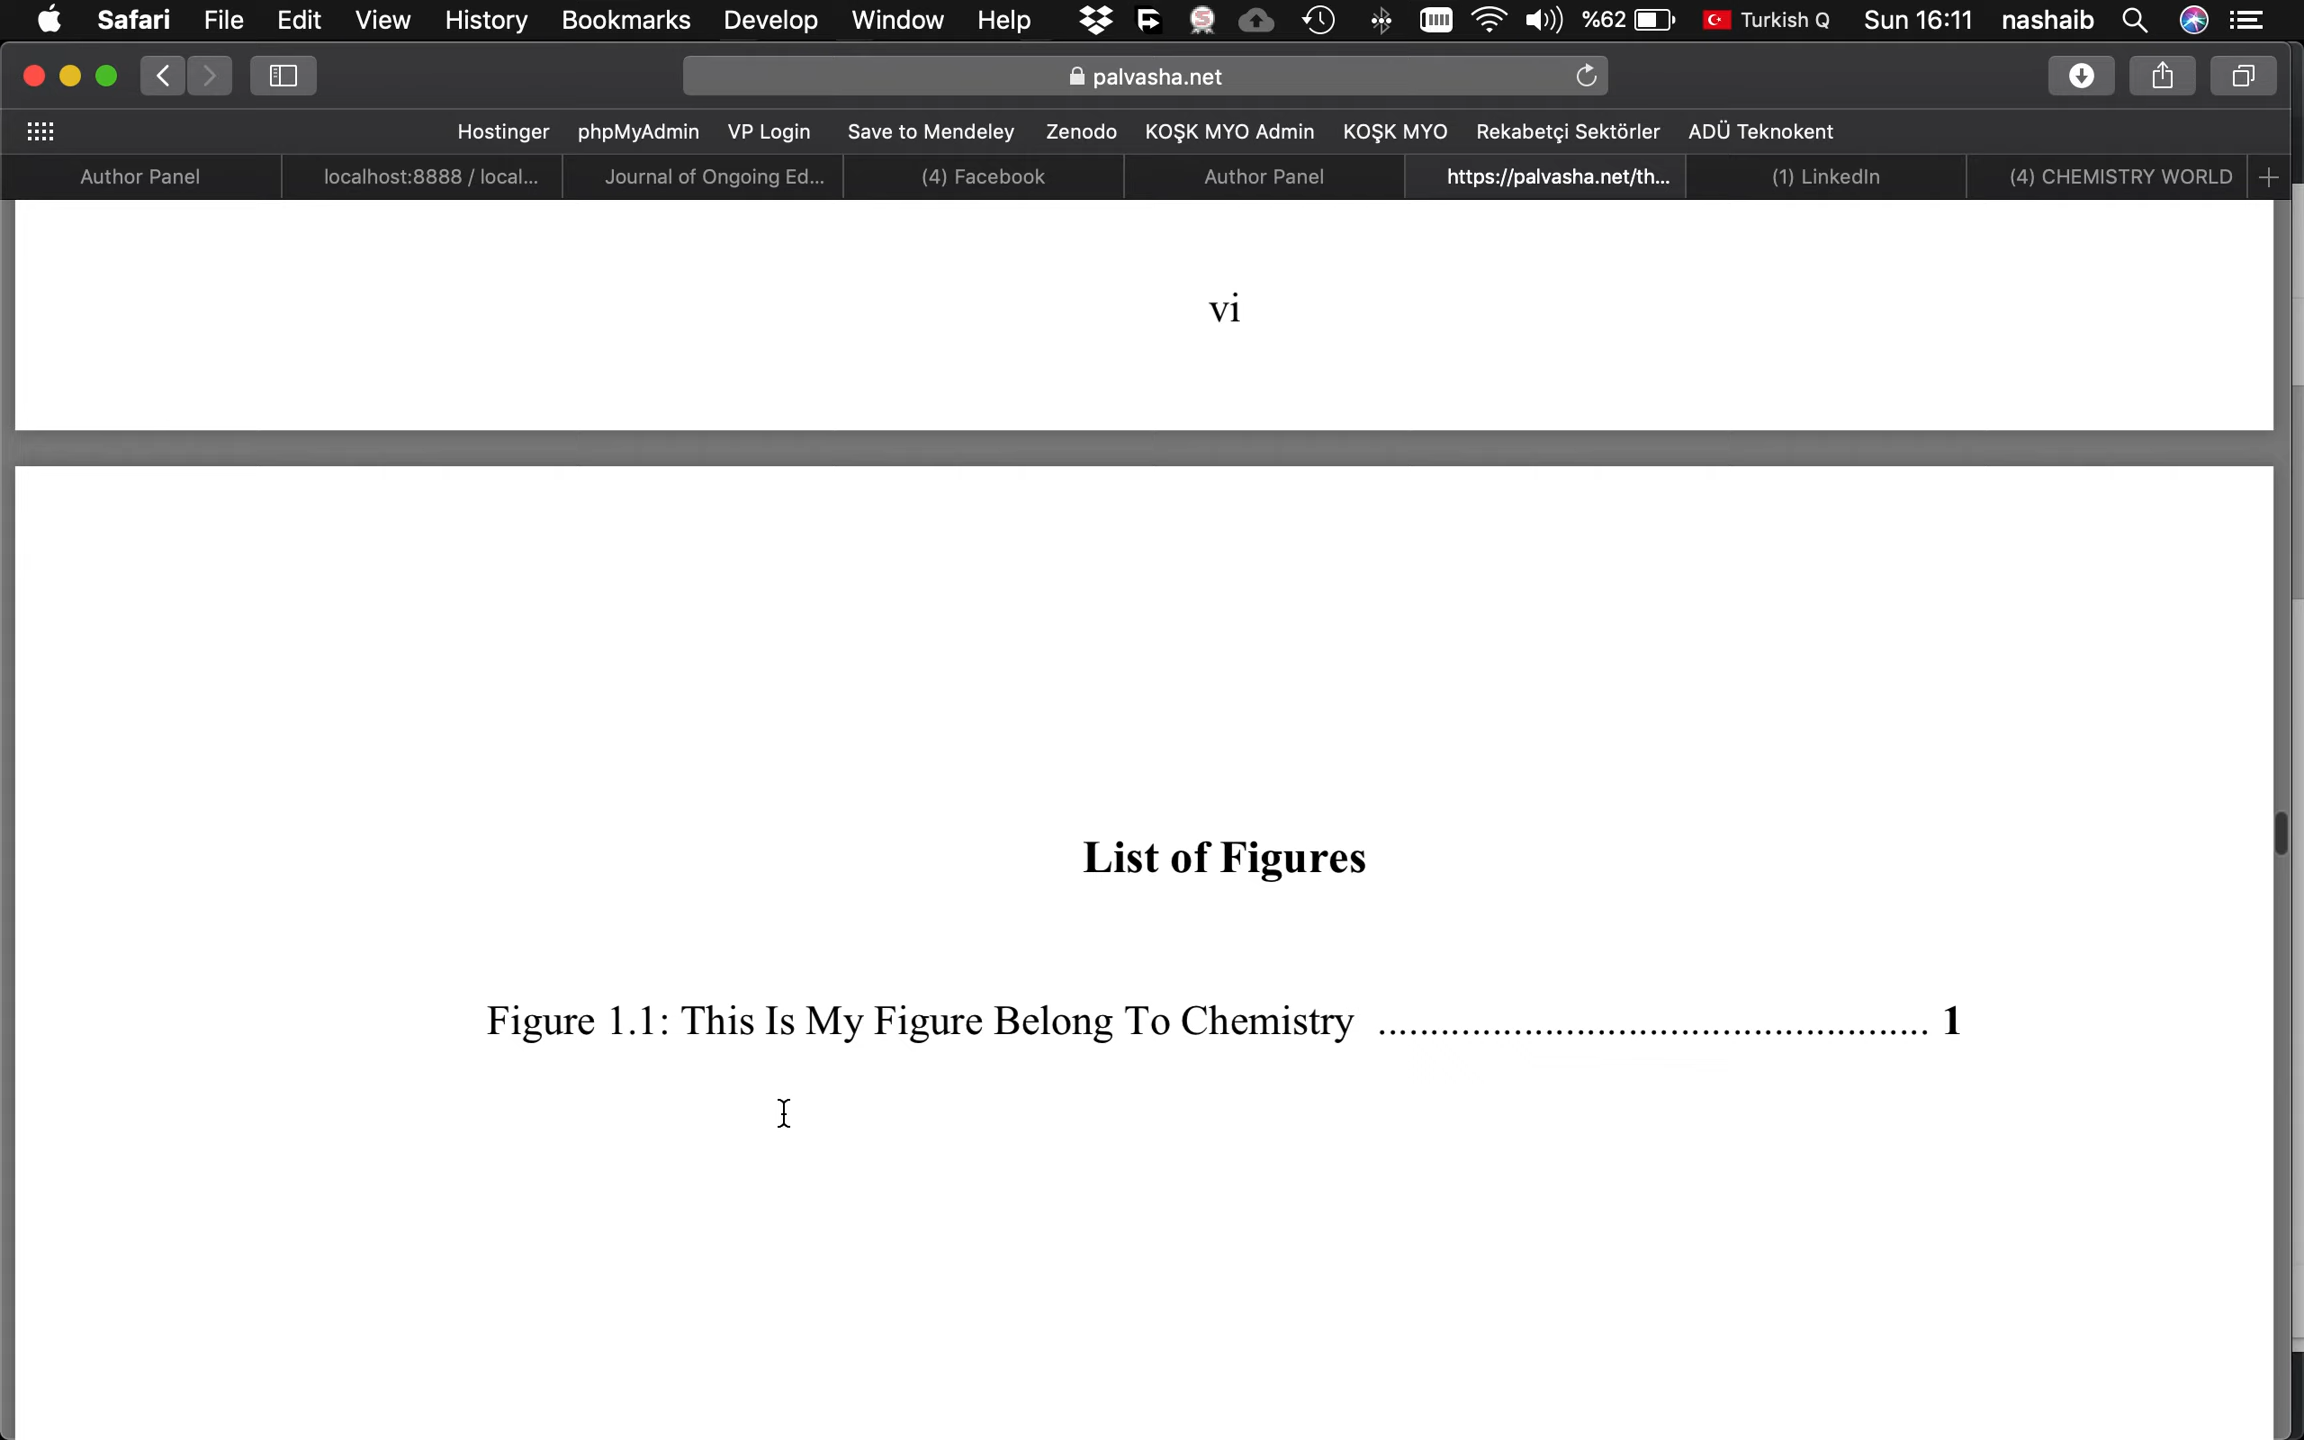 Safari File Edit View History Bookmarks Develop Window Help %62 Turkish Q Sun 16:11 nashaib
palvasha.net
Hostinger phpMyAdmin VP Login Save to Mendeley Zenodo KOŞK MYO Admin KOŞK MYO Rekabetçi Sektörler ADÜ Teknokent
Author Panel localhost:8888 / local... Journal of Ongoing Ed... (4) Facebook Author Panel https://palvasha.net/th... (1) LinkedIn (4) CHEMISTRY WORLD
vi
List of Figures
Figure 1.1: This Is My Figure Belong To Chemistry ..................................................... 1